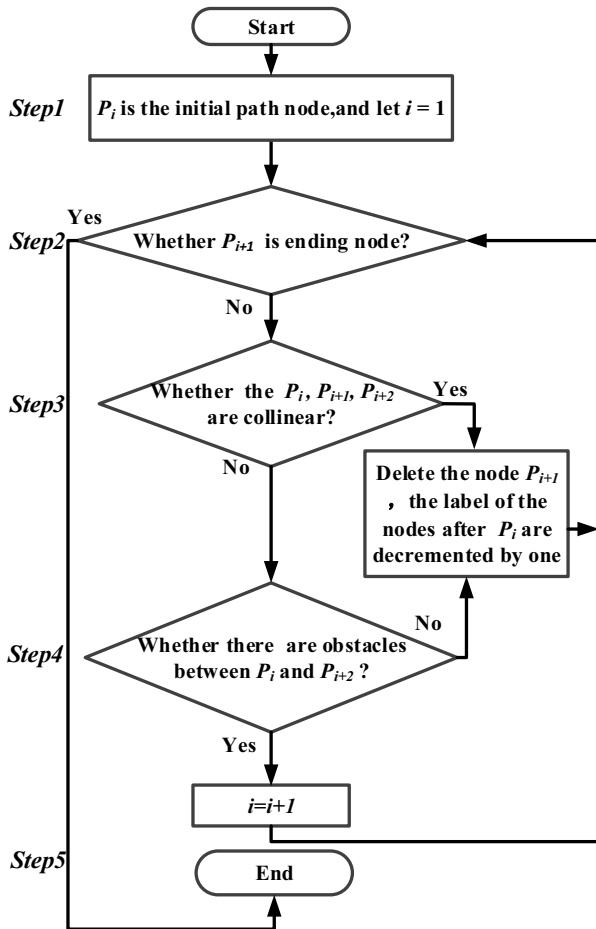 Start
Step1
P_i is the initial path node,and let i = 1
Yes
Step2
Whether P_{i+1} is ending node?
No
Step3
Whether the P_i, P_{i+1}, P_{i+2}
are collinear?
Yes
No
Delete the node P_{i+1}
, the label of the
nodes after P_i are
decremented by one
Step4
Whether there are obstacles
between P_i and P_{i+2} ?
No
Yes
i=i+1
Step5
End